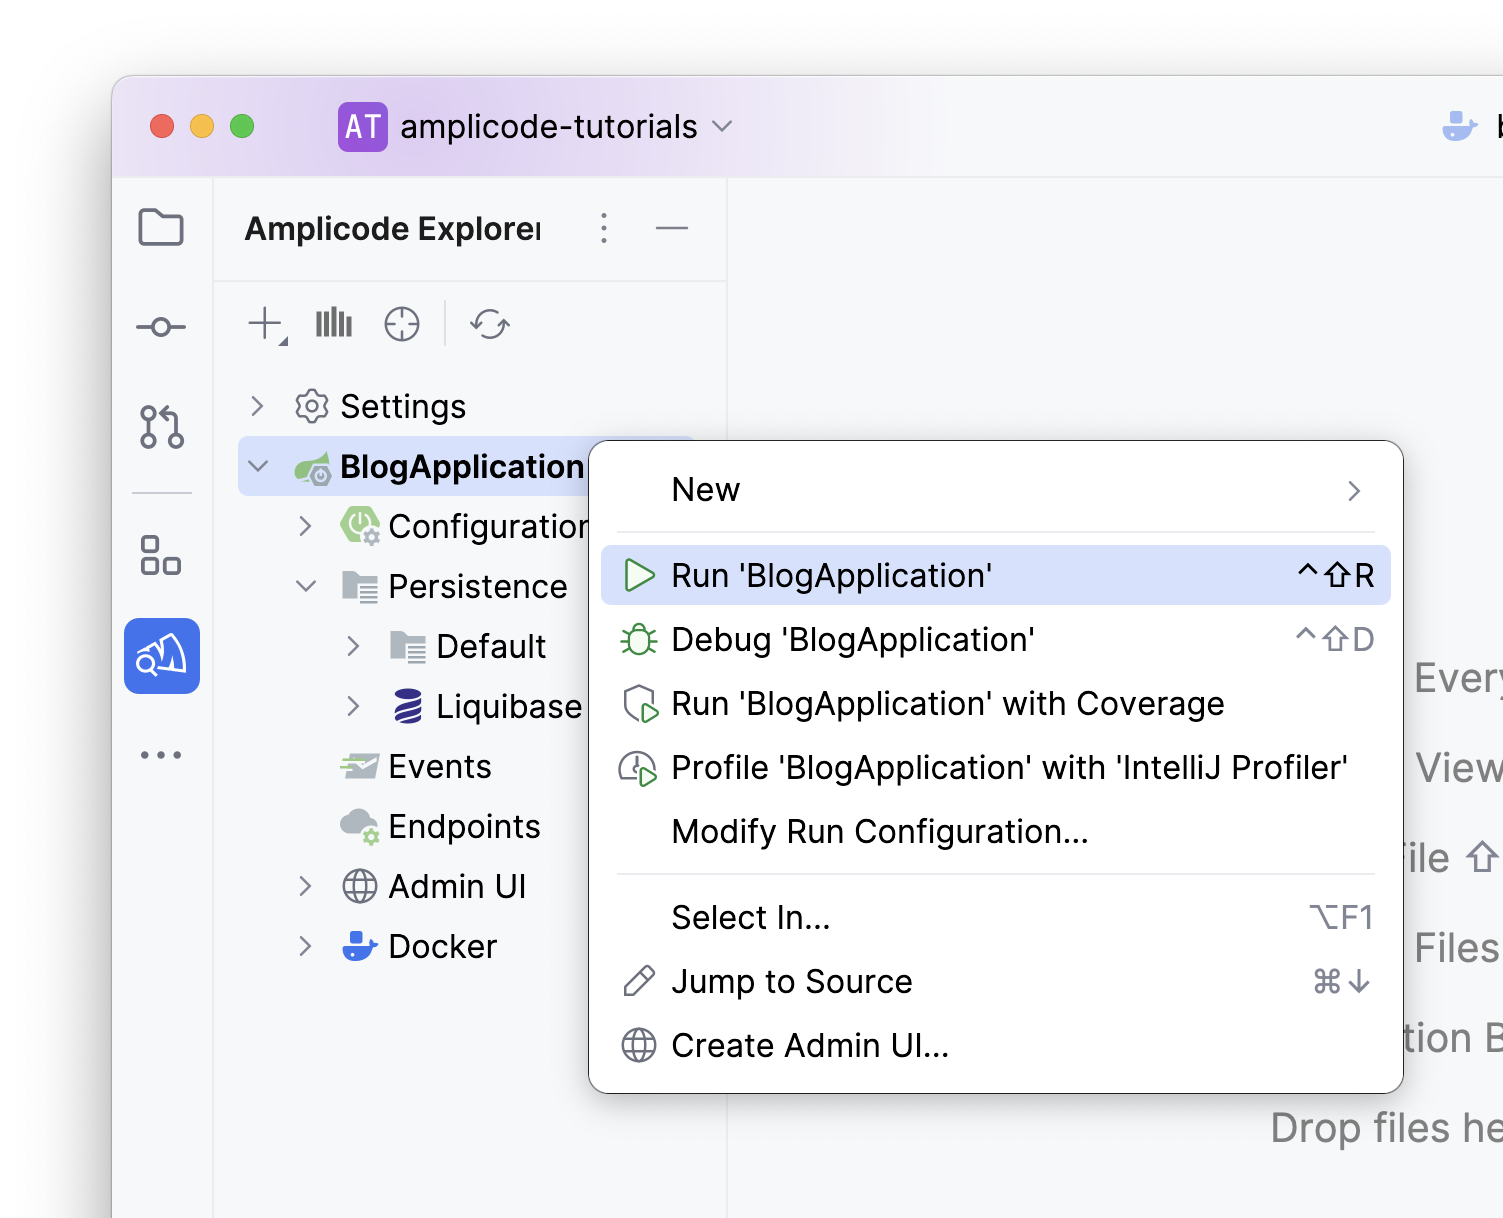 AT amplicode-tutorials
Amplicode Explorer
Settings
BlogApplication
Configuration
Persistence
Default
Liquibase
Events
Endpoints
Admin UI
Docker
New
Run 'BlogApplication' ^⇧R
Debug 'BlogApplication' ^⇧D
Run 'BlogApplication' with Coverage
Profile 'BlogApplication' with 'IntelliJ Profiler'
Modify Run Configuration...
Select In... ⌥F1
Jump to Source ⌘↓
Create Admin UI...
Every
View
File ⇧
Files
tion B
Drop files he